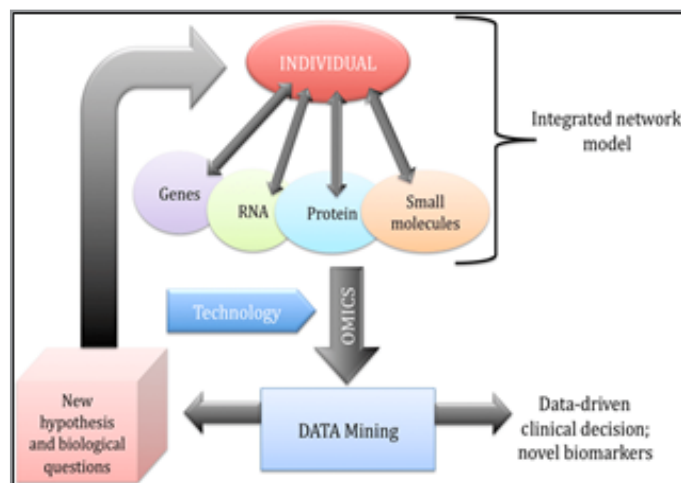 INDIVIDUAL
Integrated network
model
Genes
RNA
Protein
Small
molecules
Technology
OMICS
New
hypothesis
and biological
questions
DATA Mining
Data-driven
clinical decision;
novel biomarkers